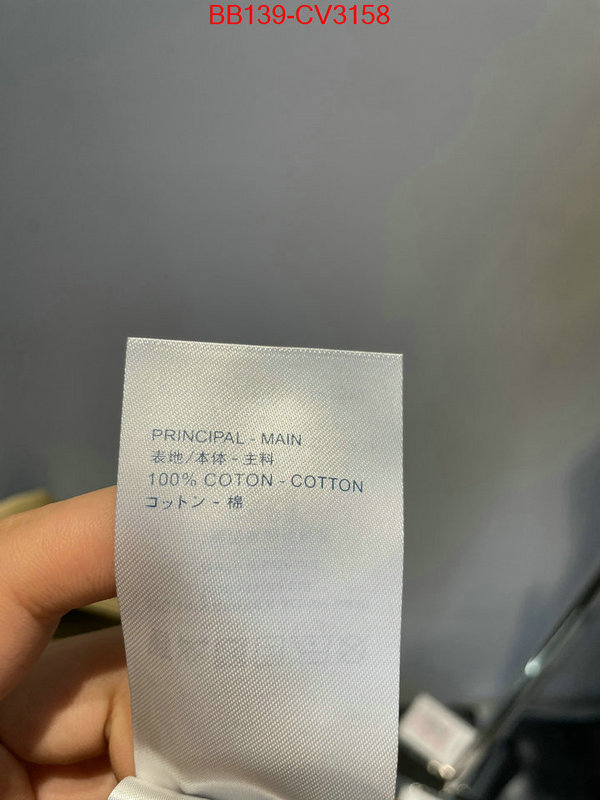 BB139-CV3158
PRINCIPAL - MAIN
表地/本体 - 主料
100% COTON - COTTON
コットン - 棉